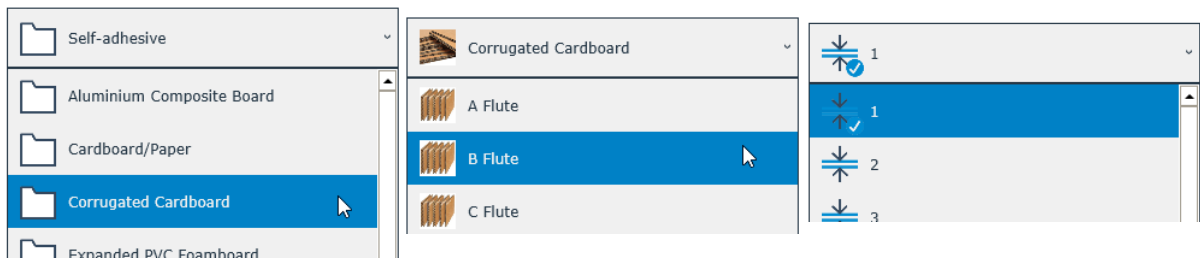 Self-adhesive
Aluminium Composite Board
Cardboard/Paper
Corrugated Cardboard
Expanded PVC Foamboard
Corrugated Cardboard
A Flute
B Flute
C Flute
1
1
2
3